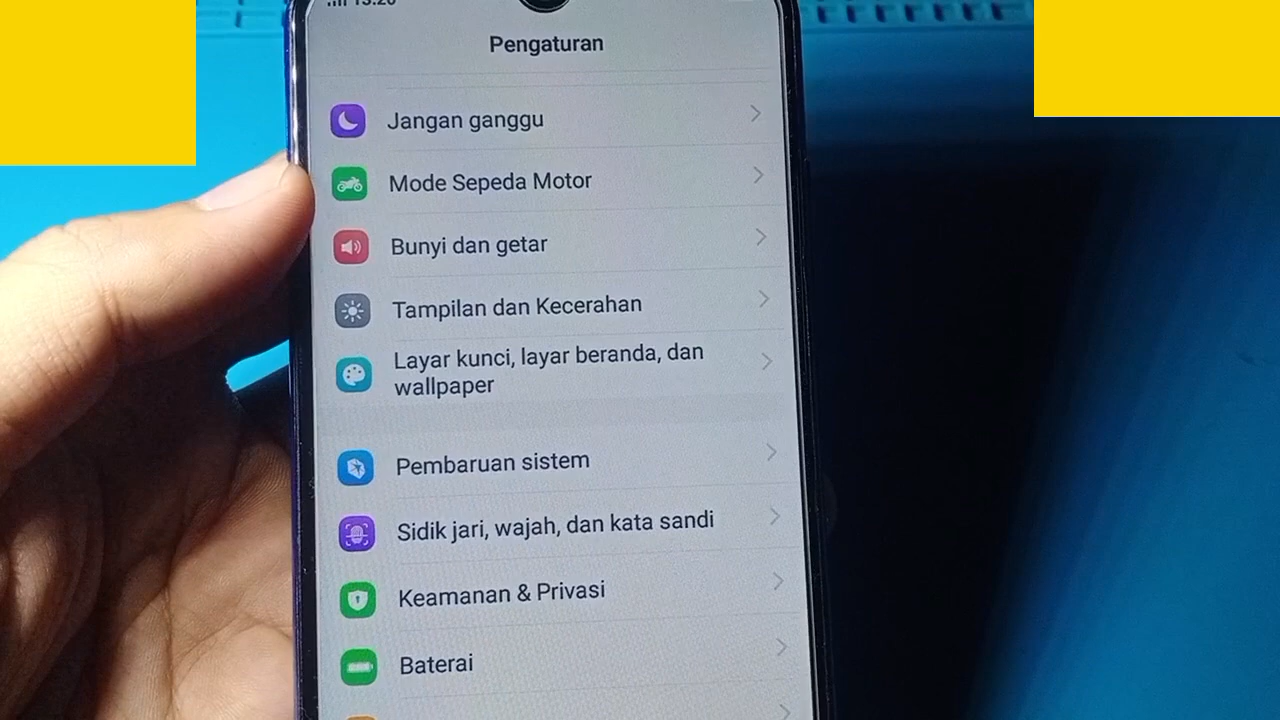 Pengaturan
Jangan ganggu
Mode Sepeda Motor
Bunyi dan getar
Tampilan dan Kecerahan
Layar kunci, layar beranda, dan
wallpaper
Pembaruan sistem
Sidik jari, wajah, dan kata sandi
Keamanan & Privasi
Baterai